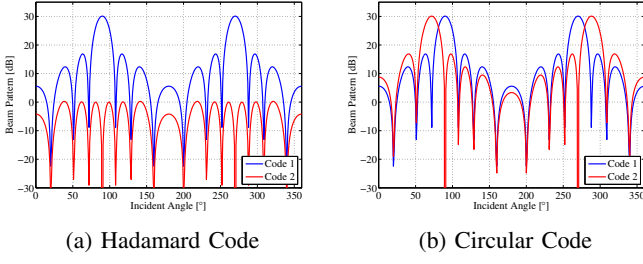 30
20
10
0
−10
−20
−30
Beam Pattern [dB]
0 50 100 150 200 250 300 350
Incident Angle [°]
Code 1
Code 2
(a) Hadamard Code
30
20
10
0
−10
−20
−30
Beam Pattern [dB]
0 50 100 150 200 250 300 350
Incident Angle [°]
Code 1
Code 2
(b) Circular Code